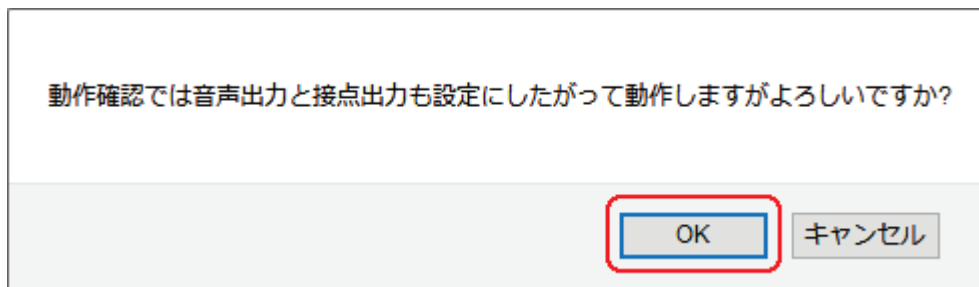 動作確認では音声出力と接点出力も設定にしたがって動作しますがよろしいですか?
OK
キャンセル